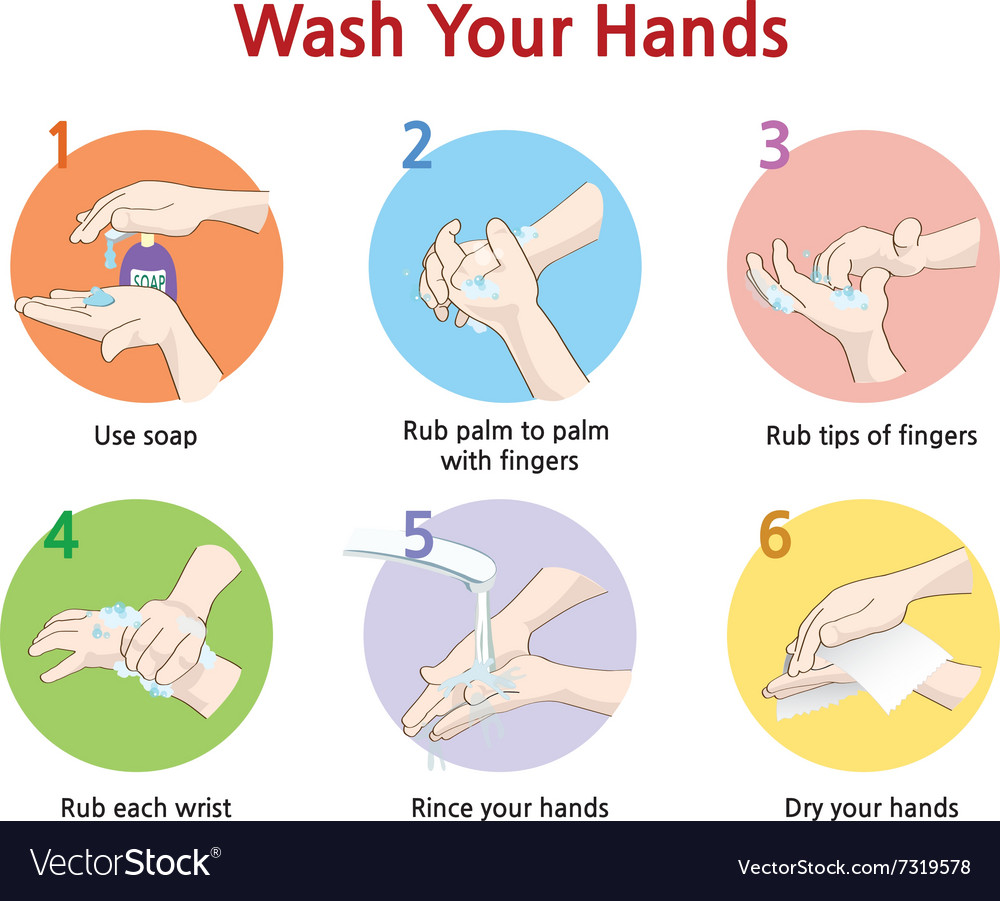 Wash Your Hands
1
2
3
SOAP
Use soap
Rub palm to palm
with fingers
Rub tips of fingers
4
5
6
Rub each wrist
Rince your hands
Dry your hands
VectorStock®
VectorStock.com/7319578